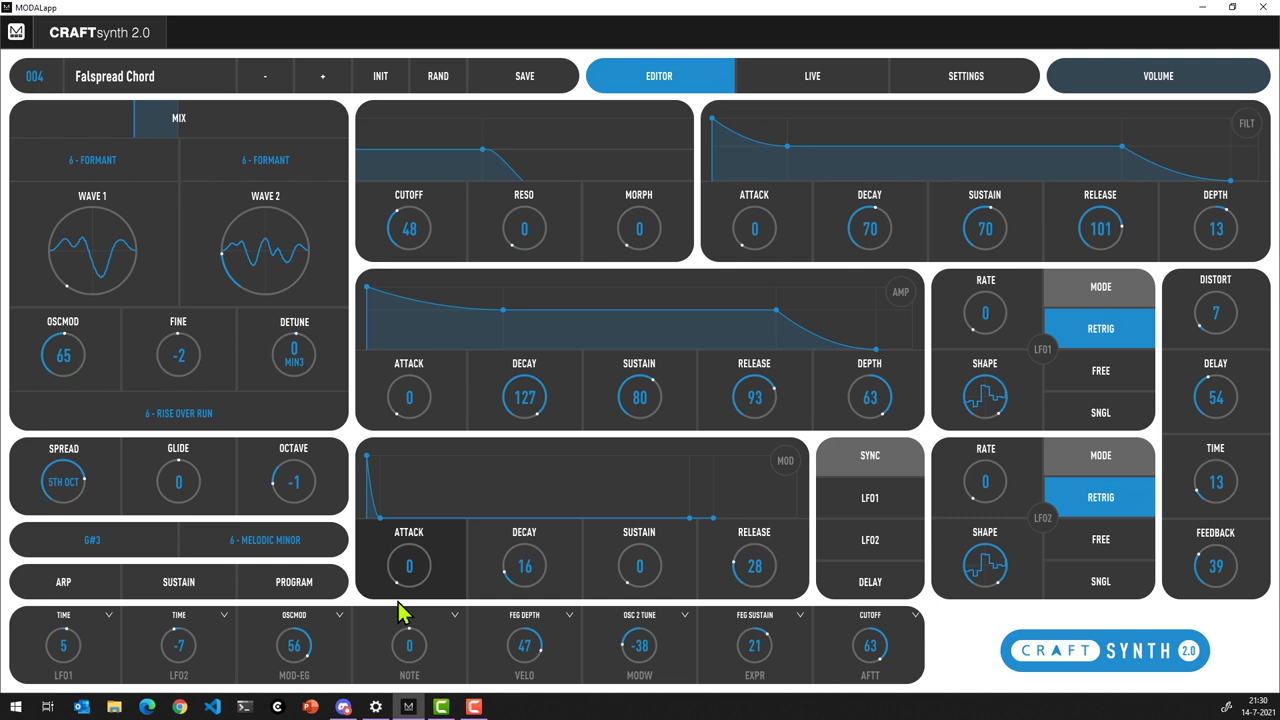 MODALapp
CRAFTsynth 2.0
004
Falspread Chord
-
+
INIT
RAND
SAVE
EDITOR
LIVE
SETTINGS
VOLUME
MIX
6 - FORMANT
6 - FORMANT
WAVE 1
WAVE 2
OSCMOD
FINE
DETUNE
65
-2
0
MIN3
6 - RISE OVER RUN
CUTOFF
RESO
MORPH
48
0
0
FILT
ATTACK
DECAY
SUSTAIN
RELEASE
DEPTH
0
70
70
101
13
AMP
ATTACK
DECAY
SUSTAIN
RELEASE
DEPTH
0
127
80
93
63
RATE
0
SHAPE
LFO1
MODE
RETRIG
FREE
SNGL
DISTORT
7
DELAY
54
TIME
13
FEEDBACK
39
SPREAD
GLIDE
OCTAVE
5TH OCT
0
-1
G#3
6 - MELODIC MINOR
ARP
SUSTAIN
PROGRAM
MOD
ATTACK
DECAY
SUSTAIN
RELEASE
0
16
0
28
SYNC
LFO1
LFO2
DELAY
RATE
0
SHAPE
LFO2
MODE
RETRIG
FREE
SNGL
TIME
TIME
OSCMOD
FEG DEPTH
OSC 2 TUNE
FEG SUSTAIN
CUTOFF
5
-7
56
0
47
-38
21
63
LFO1
LFO2
MOD-EG
NOTE
VELO
MODW
EXPR
AFTT
CRAFT SYNTH 2.0
21:30
14-7-2021